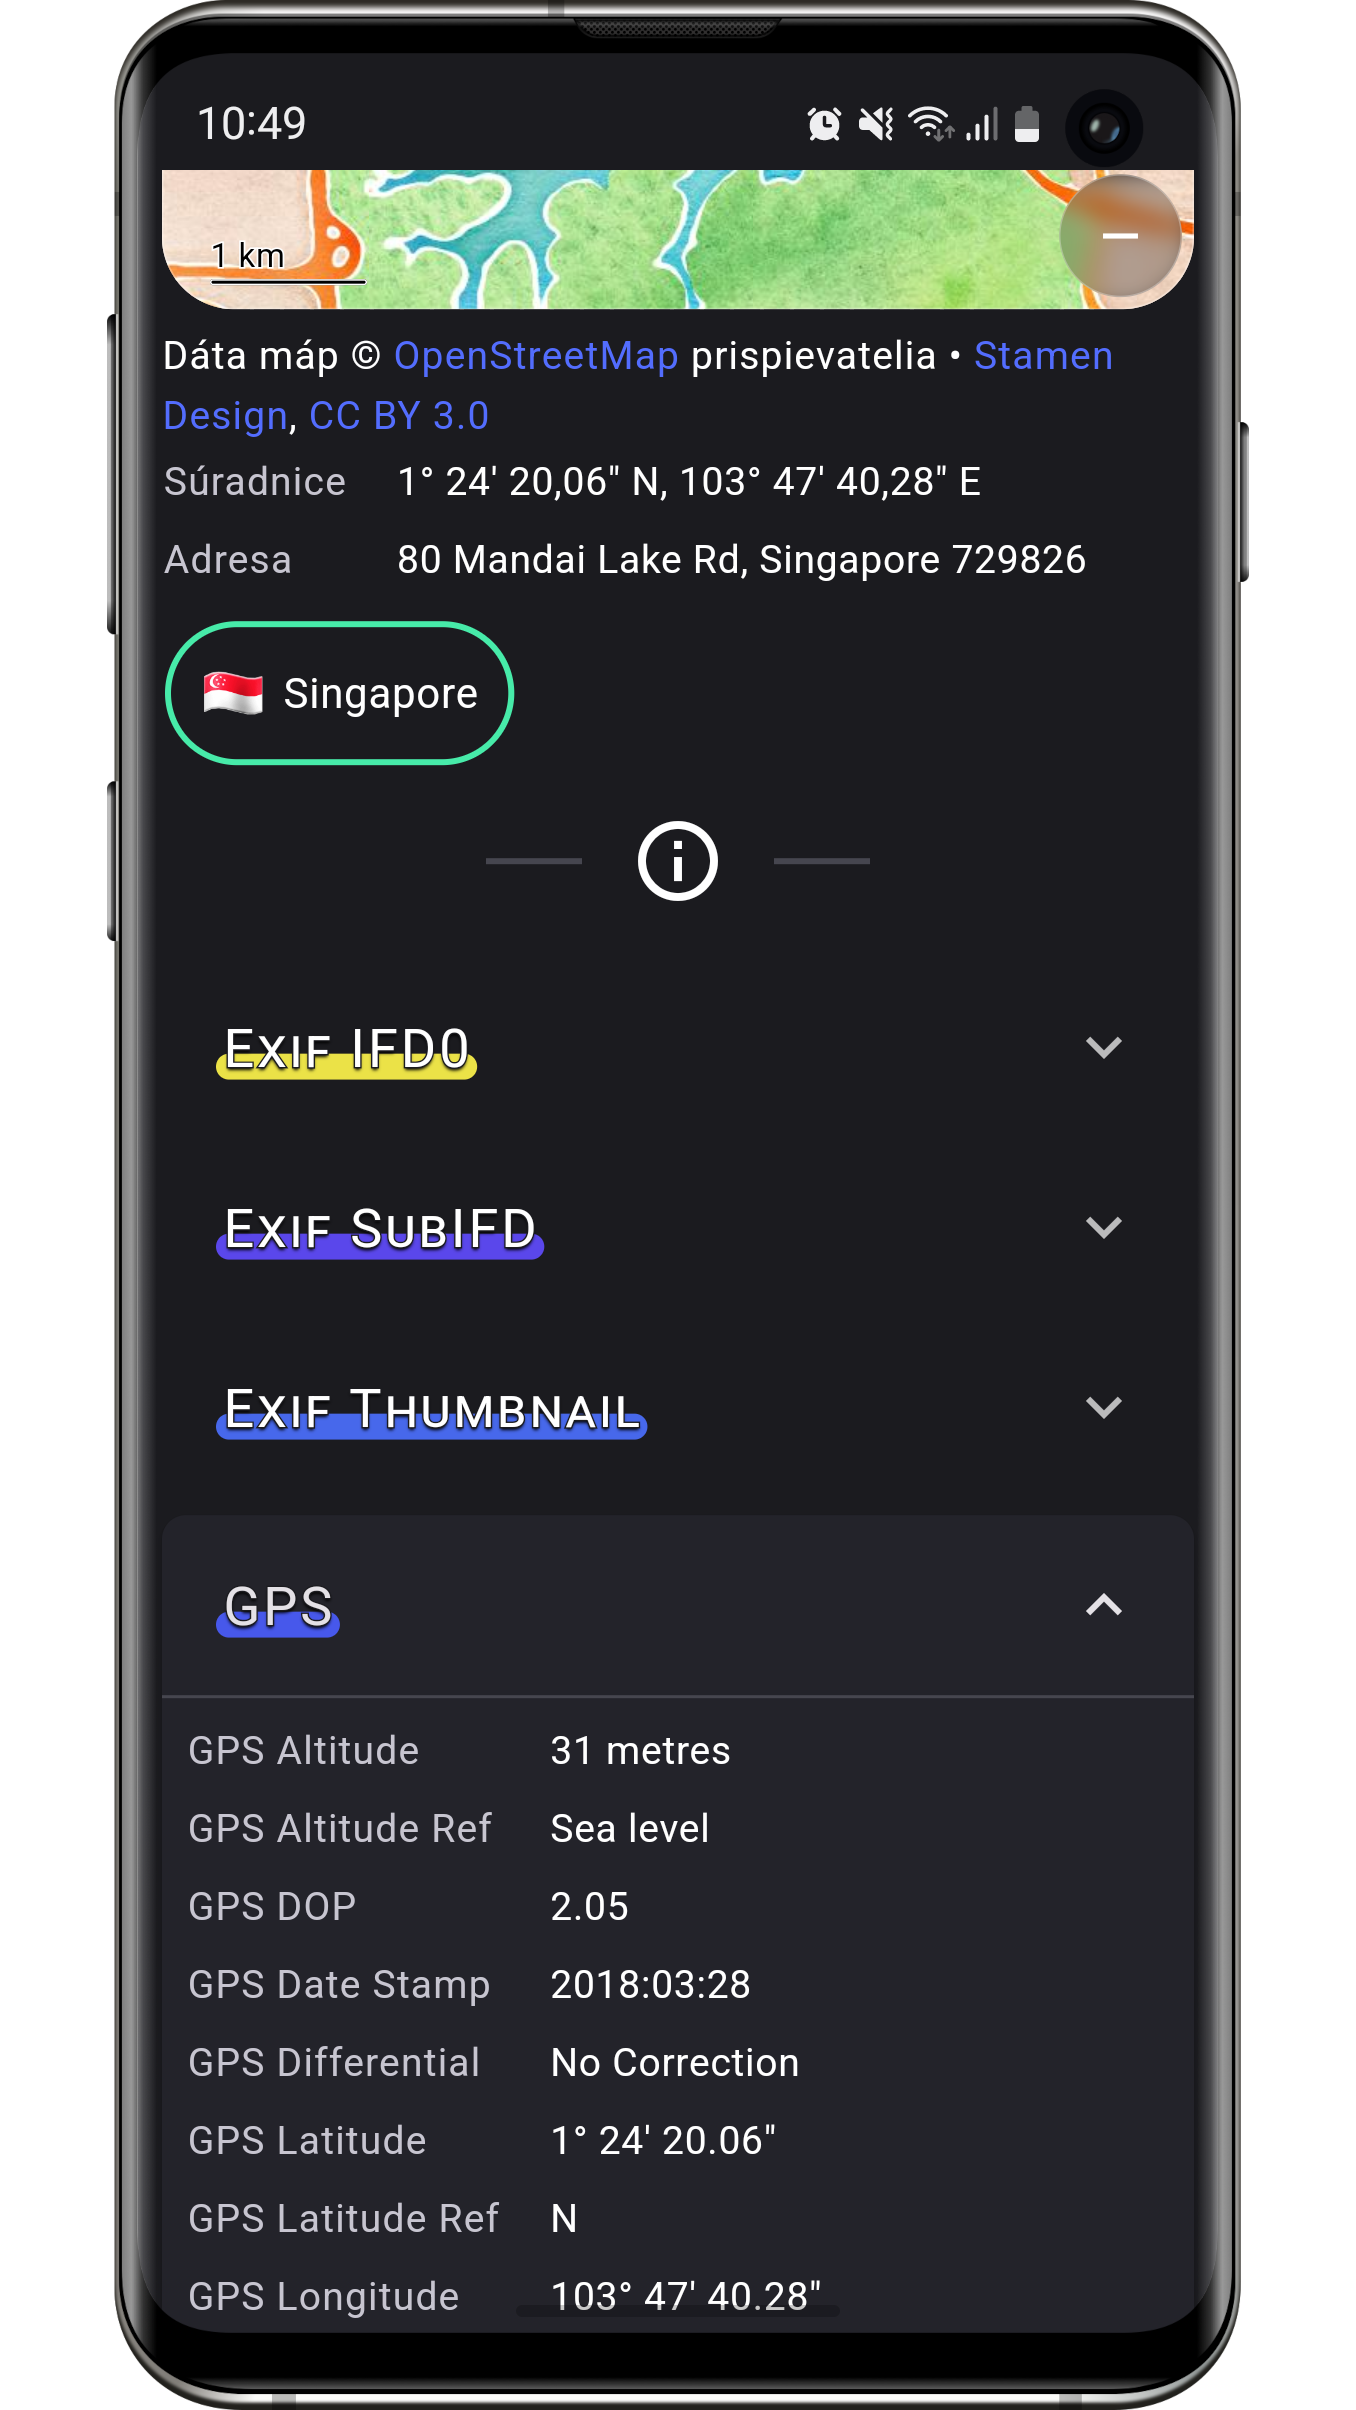 10:49
1 km
Dáta máp © OpenStreetMap prispievatelia • Stamen
Design, CC BY 3.0
Súradnice 1° 24' 20,06" N, 103° 47' 40,28" E
Adresa 80 Mandai Lake Rd, Singapore 729826
Singapore
Exif IFD0
Exif SubIFD
Exif Thumbnail
GPS
GPS Altitude 31 metres
GPS Altitude Ref Sea level
GPS DOP 2.05
GPS Date Stamp 2018:03:28
GPS Differential No Correction
GPS Latitude 1° 24' 20.06"
GPS Latitude Ref N
GPS Longitude 103° 47' 40.28"